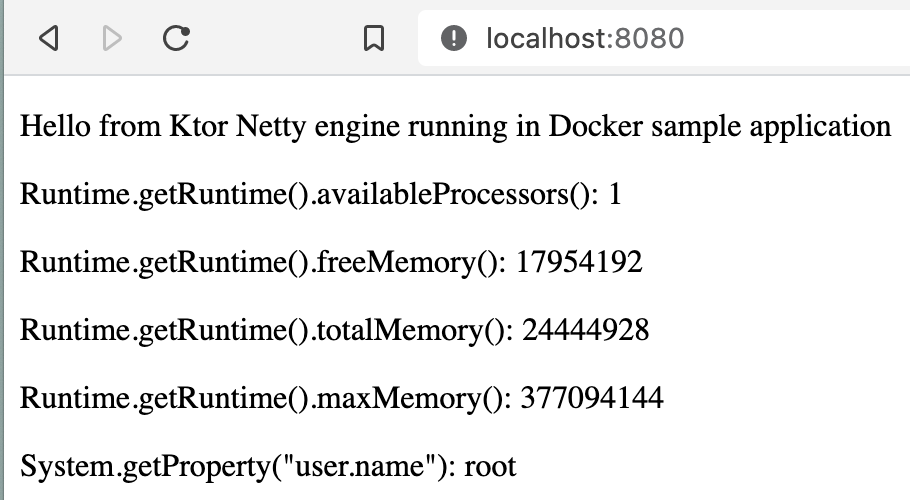 localhost:8080
Hello from Ktor Netty engine running in Docker sample application
Runtime.getRuntime().availableProcessors(): 1
Runtime.getRuntime().freeMemory(): 17954192
Runtime.getRuntime().totalMemory(): 24444928
Runtime.getRuntime().maxMemory(): 377094144
System.getProperty("user.name"): root